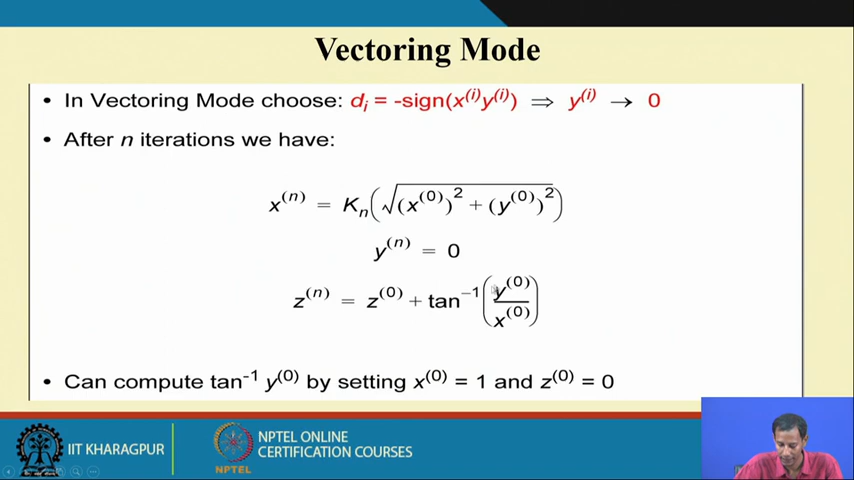 Vectoring Mode
• In Vectoring Mode choose: dᵢ = -sign(x⁽ⁱ⁾y⁽ⁱ⁾) ⇒ y⁽ⁱ⁾ → 0
• After n iterations we have:
x⁽ⁿ⁾ = Kₙ(√(x⁽⁰⁾)² + (y⁽⁰⁾)²)
y⁽ⁿ⁾ = 0
z⁽ⁿ⁾ = z⁽⁰⁾ + tan⁻¹(y⁽⁰⁾/x⁽⁰⁾)
• Can compute tan⁻¹ y⁽⁰⁾ by setting x⁽⁰⁾ = 1 and z⁽⁰⁾ = 0
IIT KHARAGPUR
NPTEL
NPTEL ONLINE
CERTIFICATION COURSES